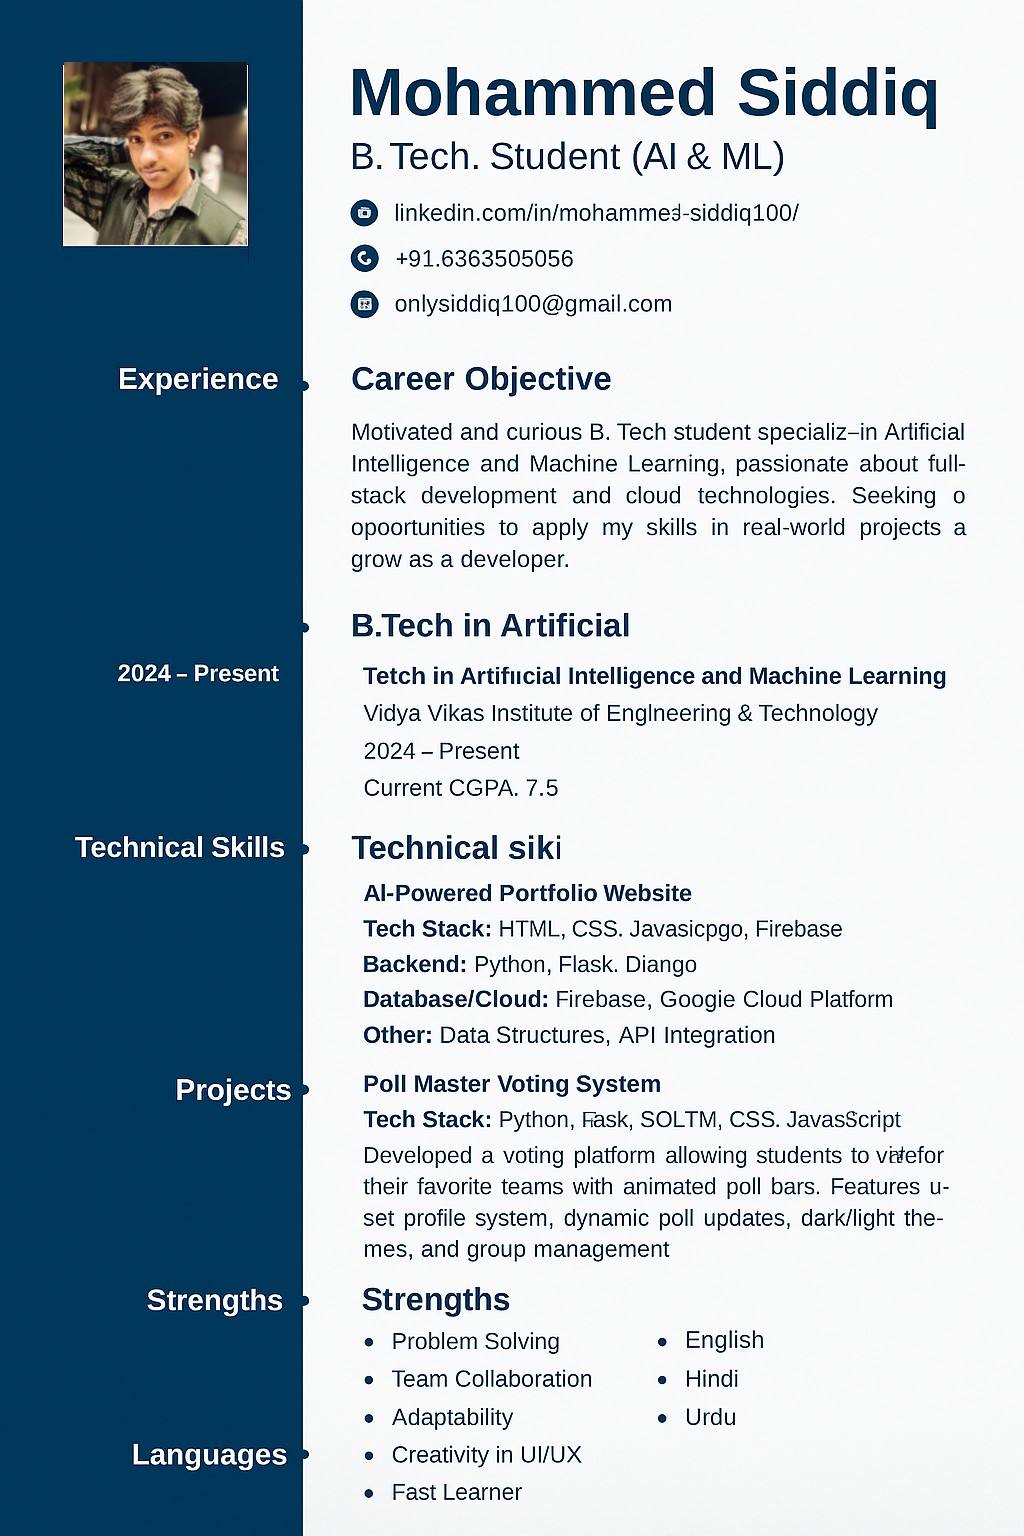 Mohammed Siddiq
B. Tech. Student (AI & ML)
linkedin.com/in/mohammed-siddiq100/
+91.6363505056
onlysiddiq100@gmail.com
Experience
Career Objective
Motivated and curious B. Tech student specializ–in Artificial
Intelligence and Machine Learning, passionate about full-
stack development and cloud technologies. Seeking o
opoortunities to apply my skills in real-world projects a
grow as a developer.
B.Tech in Artificial
2024 – Present
Tetch in Artifiıcial Intelligence and Machine Learning
Vidya Vikas Institute of Englneering & Technology
2024 – Present
Current CGPA. 7.5
Technical Skills
Technical siki
Al-Powered Portfolio Website
Tech Stack: HTML, CSS. Javasicpgo, Firebase
Backend: Python, Flask. Diango
Database/Cloud: Firebase, Googie Cloud Platform
Other: Data Structures, API Integration
Projects
Poll Master Voting System
Tech Stack: Python, Fask, SOLTM, CSS. JavasScript
Developed a voting platform allowing students to
their favorite teams with animated poll bars. Features u-
set profile system, dynamic poll updates, dark/light the-
mes, and group management
Strengths
Strengths
Problem Solving
Team Collaboration
Adaptability
Creativity in UI/UX
Fast Learner
Languages
English
Hindi
Urdu